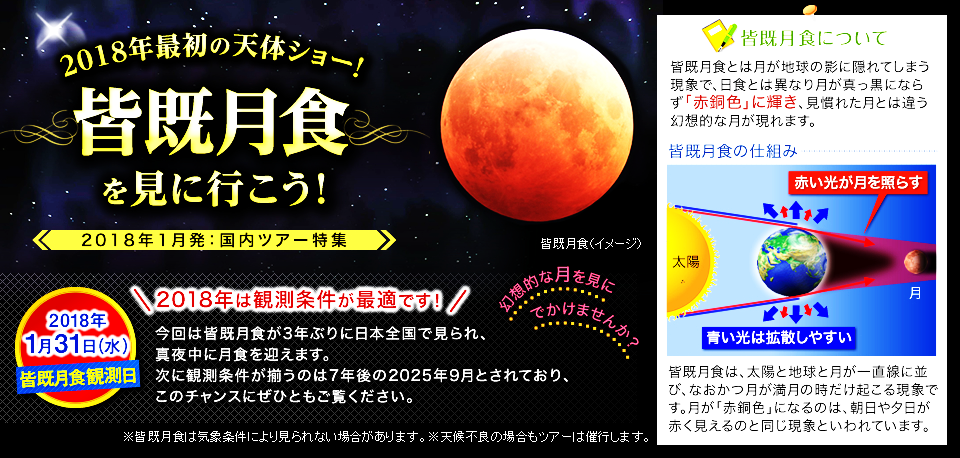 2018年最初の天体ショー!
皆既月食
を見に行こう!
2018年1月発:国内ツアー特集
皆既月食(イメージ)
2018年
1月31日(水)
皆既月食観測日
2018年は観測条件が最適です!
今回は皆既月食が3年ぶりに日本全国で見られ、
真夜中に月食を迎えます。
次に観測条件が揃うのは7年後の2025年9月とされており、
このチャンスにぜひともご覧ください。
幻想的な月を見に
でかけませんか?
※皆既月食は気象条件により見られない場合があります。※天候不良の場合もツアーは催行します。
皆既月食について
皆既月食とは月が地球の影に隠れてしまう
現象で、日食とは異なり月が真っ黒になら
ず「赤銅色」に輝き、見慣れた月とは違う
幻想的な月が現れます。
皆既月食の仕組み
赤い光が月を照らす
太陽
月
青い光は拡散しやすい
皆既月食は、太陽と地球と月が一直線に並
び、なおかつ月が満月の時だけ起こる現象で
す。月が「赤銅色」になるのは、朝日や夕日が
赤く見えるのと同じ現象といわれています。